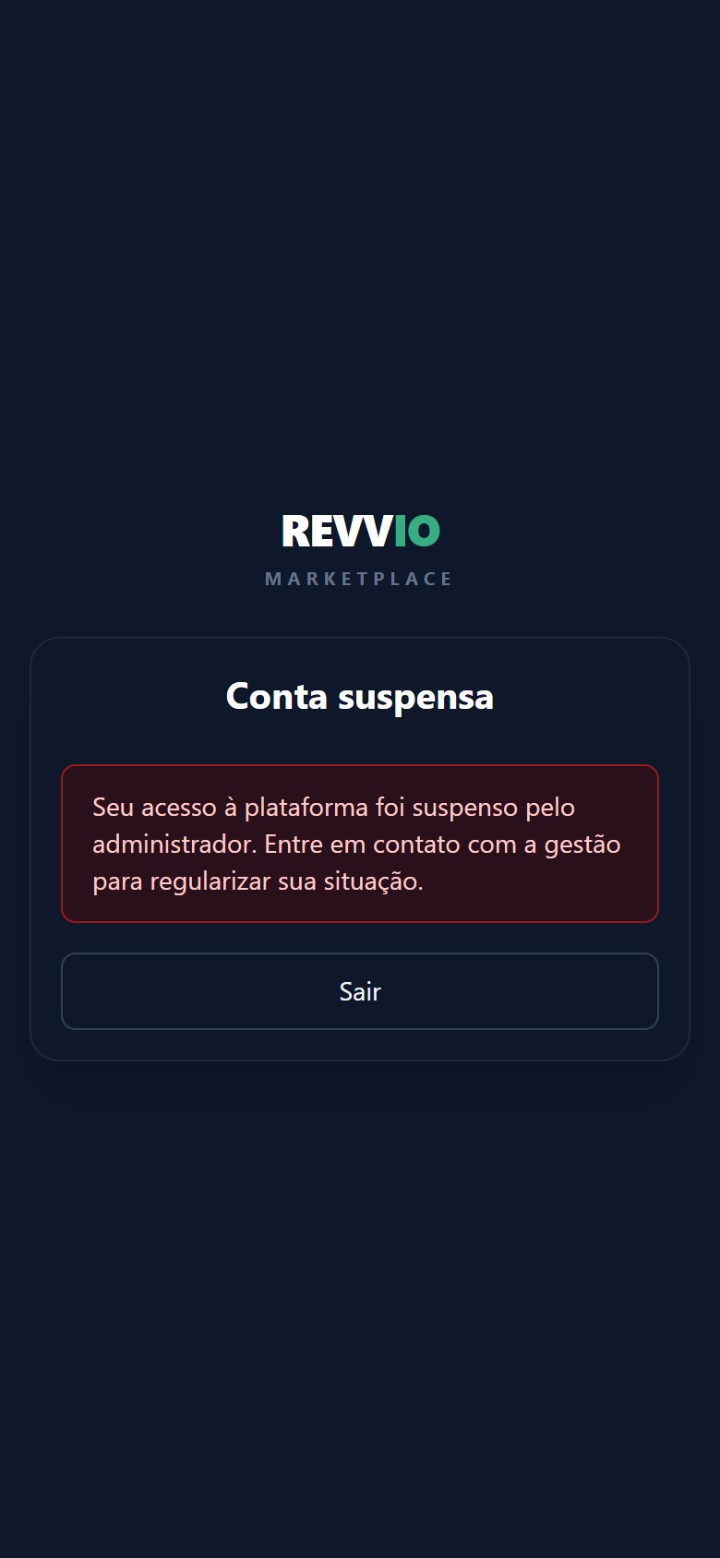 REVVIO
MARKETPLACE
Conta suspensa
Seu acesso à plataforma foi suspenso pelo
administrador. Entre em contato com a gestão
para regularizar sua situação.
Sair